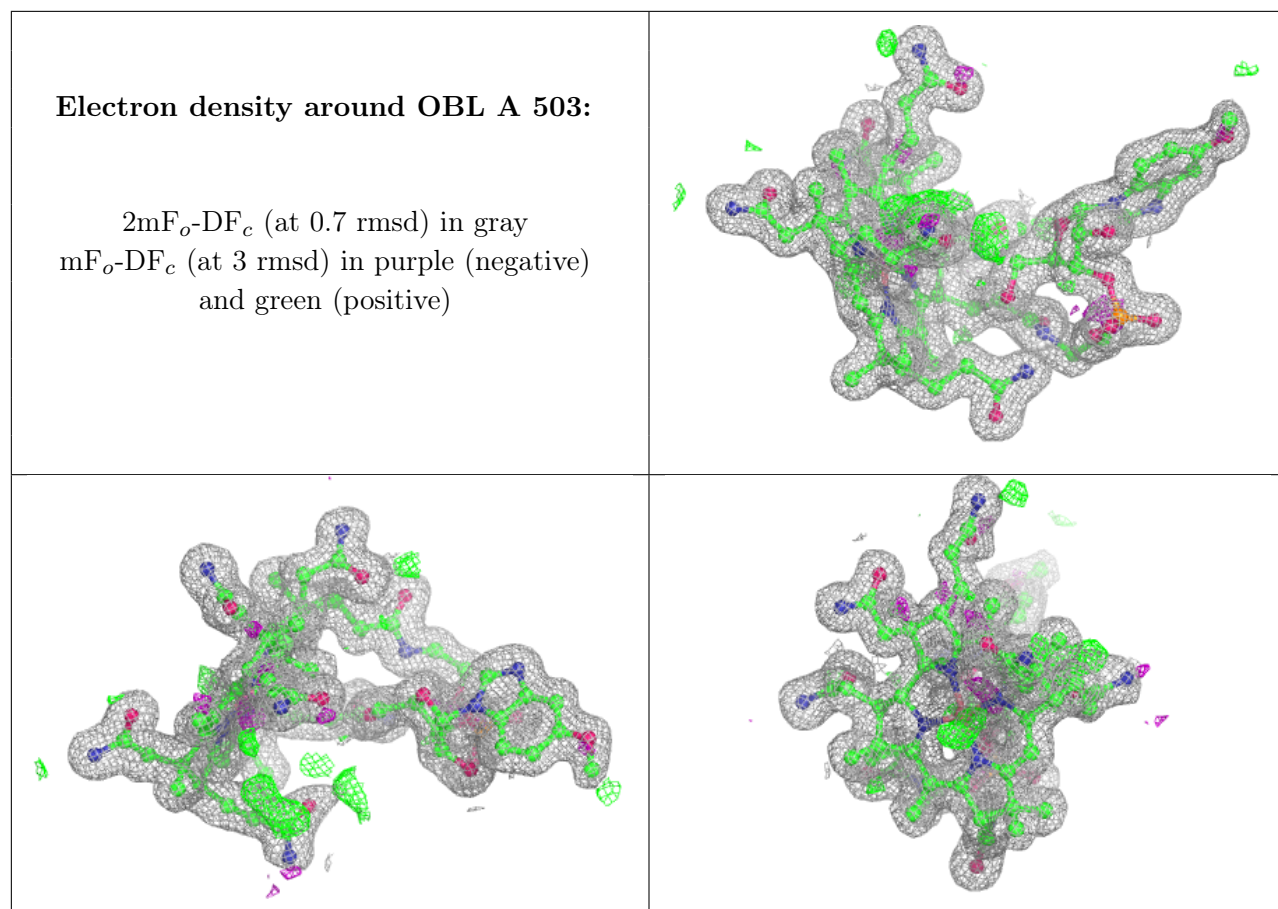 Electron density around OBL A 503:
2mFo-DFc (at 0.7 rmsd) in gray
mFo-DFc (at 3 rmsd) in purple (negative)
and green (positive)